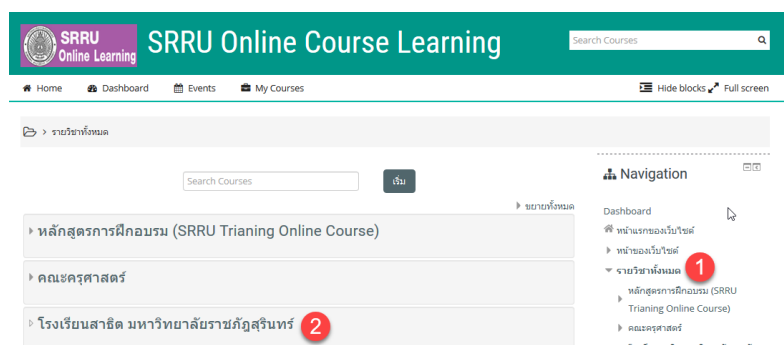 SRRU
Online Learning
SRRU Online Course Learning
Search Courses
Home Dashboard Events My Courses
Hide blocks Full screen
> รายวิชาทั้งหมด
Search Courses
เริ่ม
ขยายทั้งหมด
หลักสูตรการฝึกอบรม (SRRU Trianing Online Course)
คณะครุศาสตร์
โรงเรียนสาธิต มหาวิทยาลัยราชภัฎสุรินทร์ 2
Navigation
Dashboard
หน้าแรกของเว็บไซต์
หน้าของเว็บไซต์
รายวิชาทั้งหมด 1
หลักสูตรการฝึกอบรม (SRRU
Trianing Online Course)
คณะครุศาสตร์